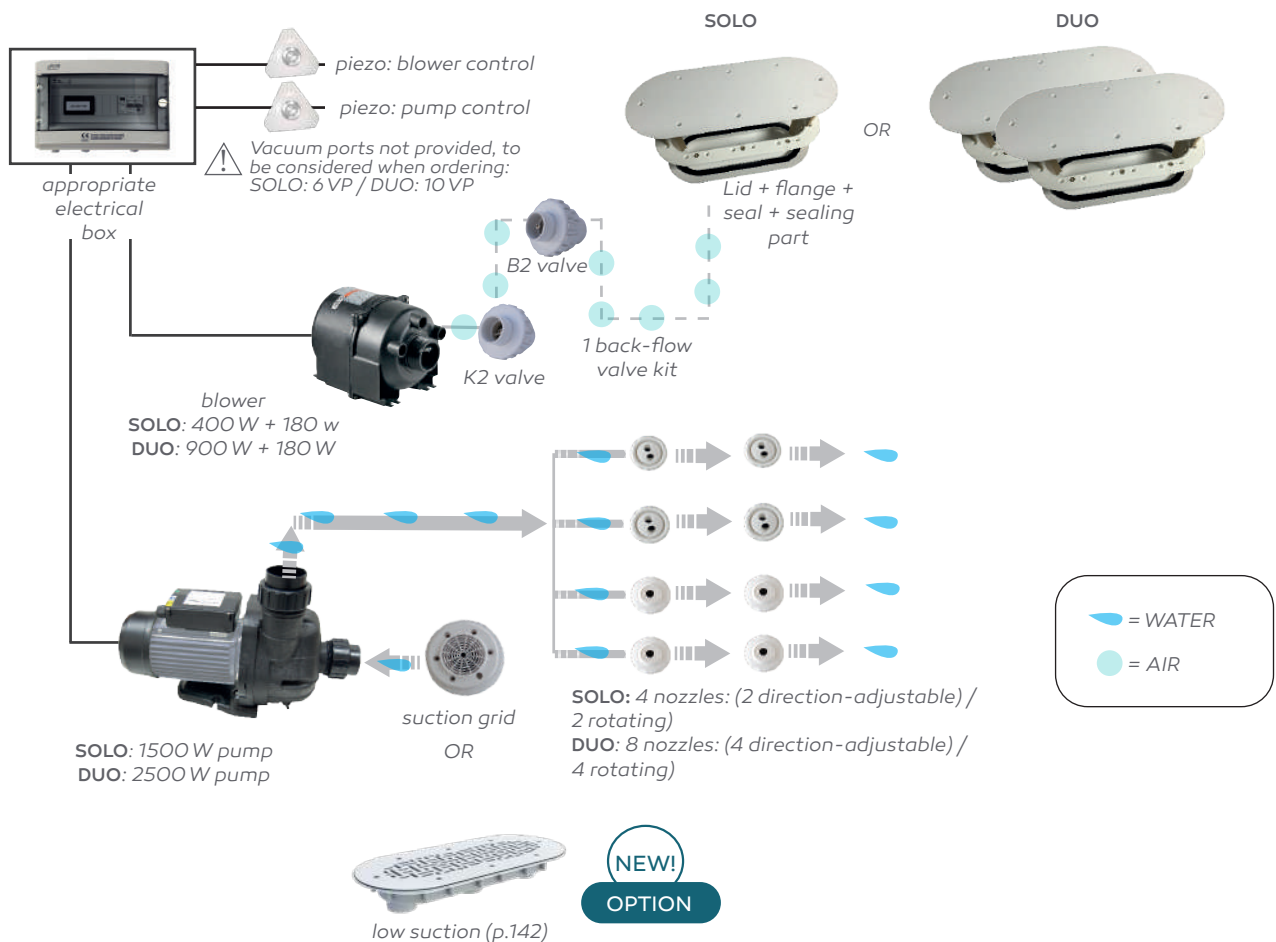 SOLO
DUO
piezo: blower control
piezo: pump control
OR
Vacuum ports not provided, to
be considered when ordering:
SOLO: 6 VP / DUO: 10 VP
appropriate
electrical
box
Lid + flange +
seal + sealing
part
B2 valve
1 back-flow
valve kit
K2 valve
blower
SOLO: 400 W + 180 w
DUO: 900 W + 180 W
= WATER
= AIR
suction grid
OR
SOLO: 4 nozzles: (2 direction-adjustable) /
2 rotating)
DUO: 8 nozzles: (4 direction-adjustable) /
4 rotating)
SOLO: 1500 W pump
DUO: 2500 W pump
NEW!
OPTION
low suction (p.142)